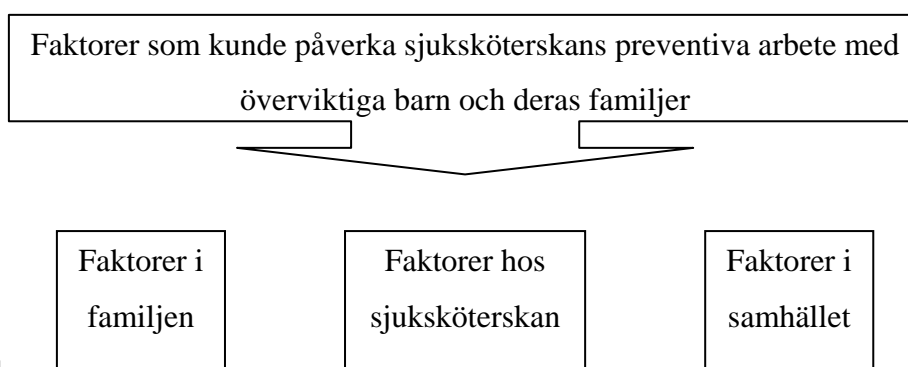 Faktorer som kunde påverka sjuksköterskans preventiva arbete med
överviktiga barn och deras familjer
Faktorer i
familjen
Faktorer hos
sjuksköterskan
Faktorer i
samhället